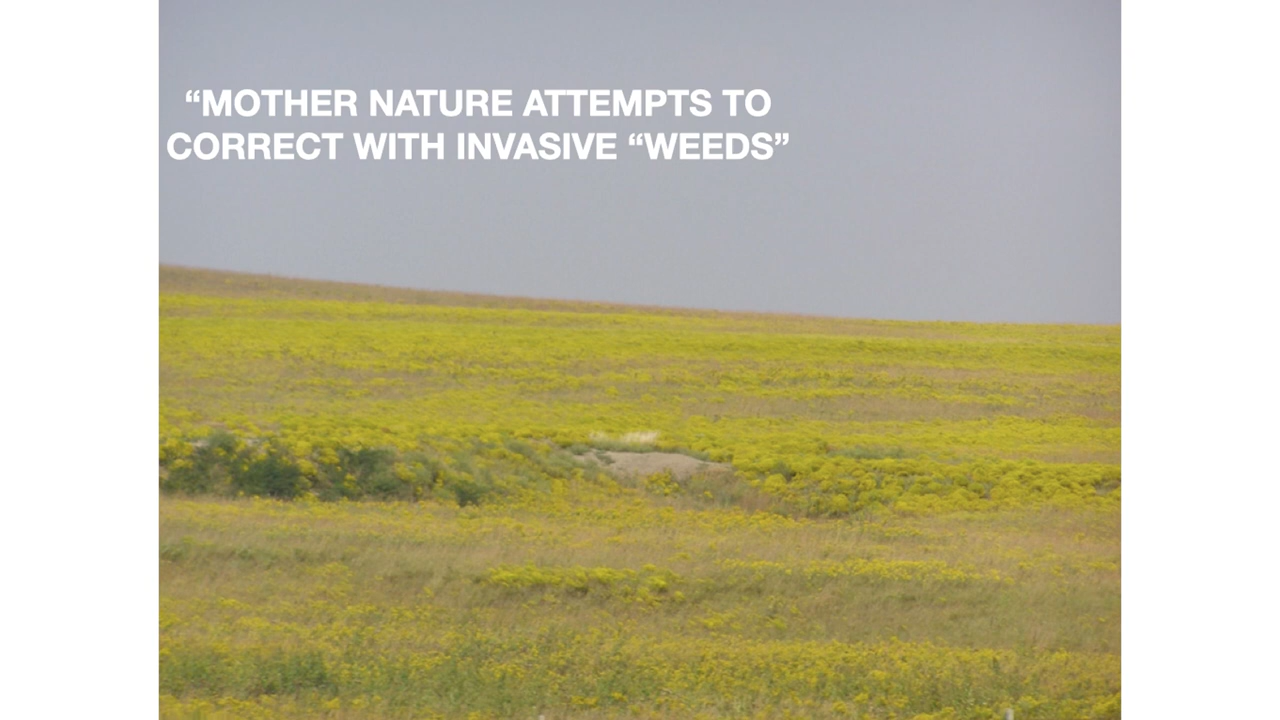 “MOTHER NATURE ATTEMPTS TO
CORRECT WITH INVASIVE “WEEDS”